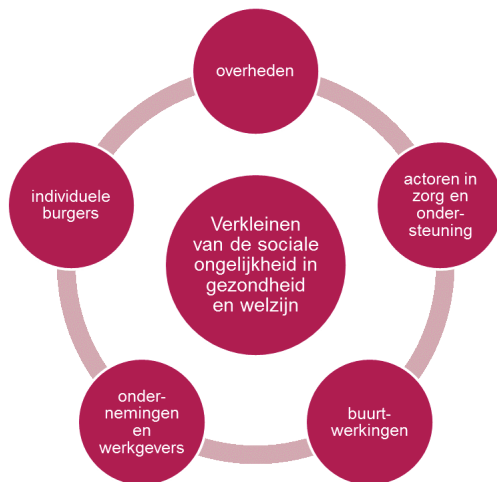 overheden
actoren in
zorg en
onder-
steuning
buurt-
werkingen
onder-
nemingen
en
werkgevers
individuele
burgers
Verkleinen
van de sociale
ongelijkheid in
gezondheid
en welzijn